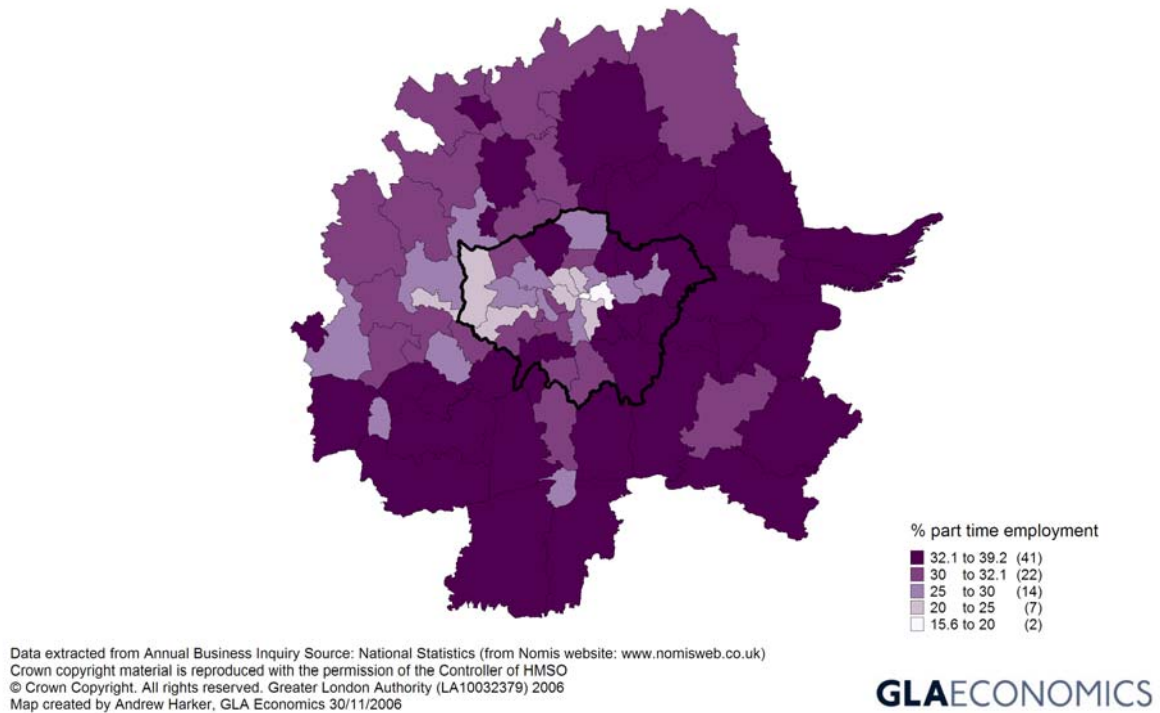 % part time employment
32.1 to 39.2 (41)
30 to 32.1 (22)
25 to 30 (14)
20 to 25 (7)
15.6 to 20 (2)
Data extracted from Annual Business Inquiry Source: National Statistics (from Nomis website: www.nomisweb.co.uk)
Crown copyright material is reproduced with the permission of the Controller of HMSO
© Crown Copyright. All rights reserved. Greater London Authority (LA10032379) 2006
Map created by Andrew Harker, GLA Economics 30/11/2006
GLAECONOMICS